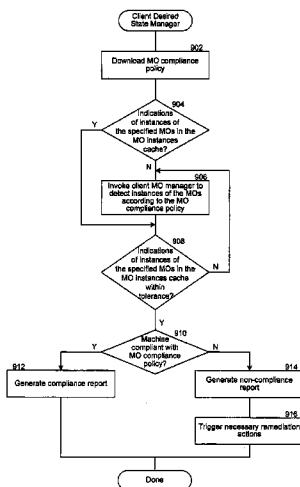 Client Desired
State Manager
902
Download MO compliance
policy
904
Indications
of instances of
the specified MOs in the
MO instances
cache?
Y
N
906
Invoke client MO manager to
detect instances of the MOs
according to the MO
compliance policy
908
Indications
of instances of
the specified MOs in the
MO instances
cache within
tolerance?
N
Y
910
Machine
compliant with
MO compliance
policy?
Y
N
912
Generate compliance report
914
Generate non-compliance
report
916
Trigger necessary remediation
actions
Done